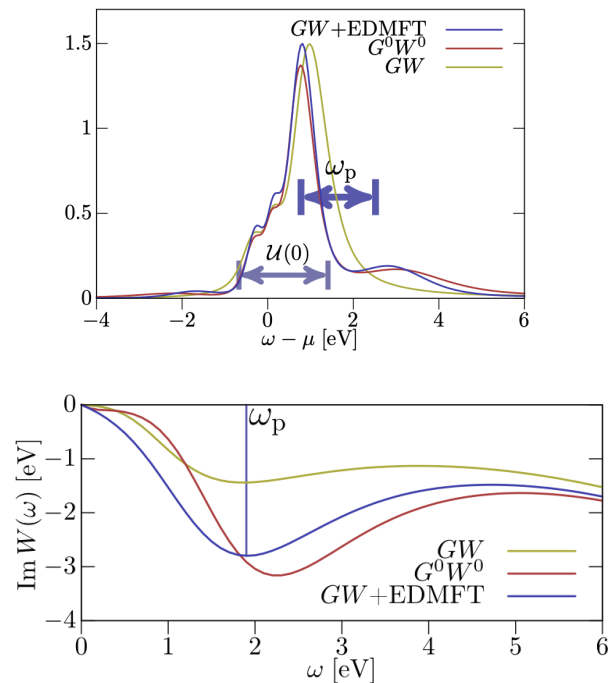 GW+EDMFT
G⁰W⁰
GW
1.5
1
0.5
0
ωₚ
𝒰(0)
−4 −2 0 2 4 6
ω − μ [eV]
0
−1
−2
−3
−4
Im W(ω) [eV]
ωₚ
GW
G⁰W⁰
GW+EDMFT
0 1 2 3 4 5 6
ω [eV]